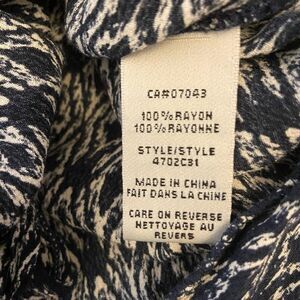 CA#07043
100%RAYON
100%RAYONNE
STYLE/STYLE
4702C31
MADE IN CHINA
FAIT DANS LA CHINE
CARE ON REVERSE
NETTOYAGE AU
REVERS